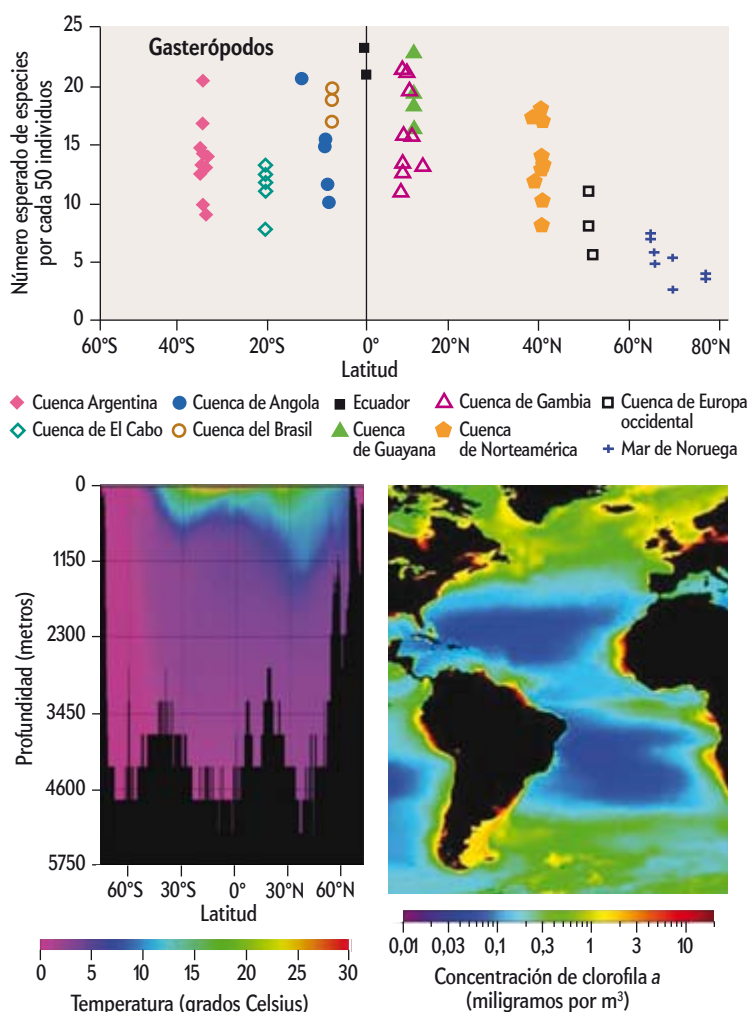 Gasterópodos
Número esperado de especies
por cada 50 individuos
25
20
15
10
5
0
60°S 40°S 20°S 0° 20°N 40°N 60°N 80°N
Latitud
Cuenca Argentina
Cuenca de Angola
Ecuador
Cuenca de Gambia
Cuenca de Europa
occidental
Cuenca de El Cabo
Cuenca del Brasil
Cuenca
de Guayana
Cuenca
de Norteamérica
Mar de Noruega
Profundidad (metros)
0
1150
2300
3450
4600
5750
60°S 30°S 0° 30°N 60°N
Latitud
0 5 10 15 20 25 30
Temperatura (grados Celsius)
0,01 0,03 0,1 0,3 1 3 10
Concentración de clorofila a
(miligramos por m³)